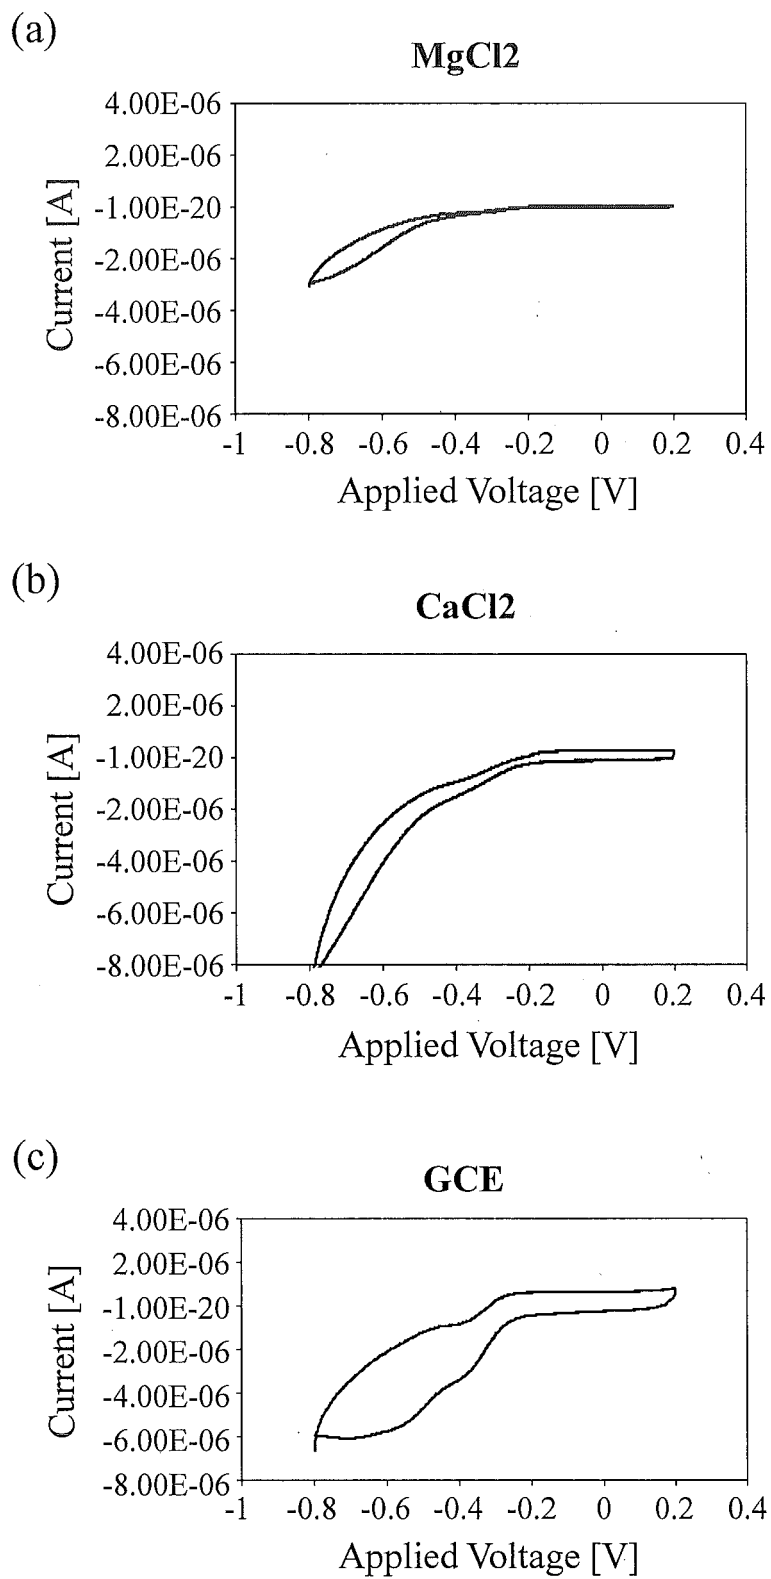 (a)
MgCl2
4.00E-06
2.00E-06
-1.00E-20
-2.00E-06
-4.00E-06
-6.00E-06
-8.00E-06
Current [A]
-1 -0.8 -0.6 -0.4 -0.2 0 0.2 0.4
Applied Voltage [V]
(b)
CaCl2
4.00E-06
2.00E-06
-1.00E-20
-2.00E-06
-4.00E-06
-6.00E-06
-8.00E-06
Current [A]
-1 -0.8 -0.6 -0.4 -0.2 0 0.2 0.4
Applied Voltage [V]
(c)
GCE
4.00E-06
2.00E-06
-1.00E-20
-2.00E-06
-4.00E-06
-6.00E-06
-8.00E-06
Current [A]
-1 -0.8 -0.6 -0.4 -0.2 0 0.2 0.4
Applied Voltage [V]